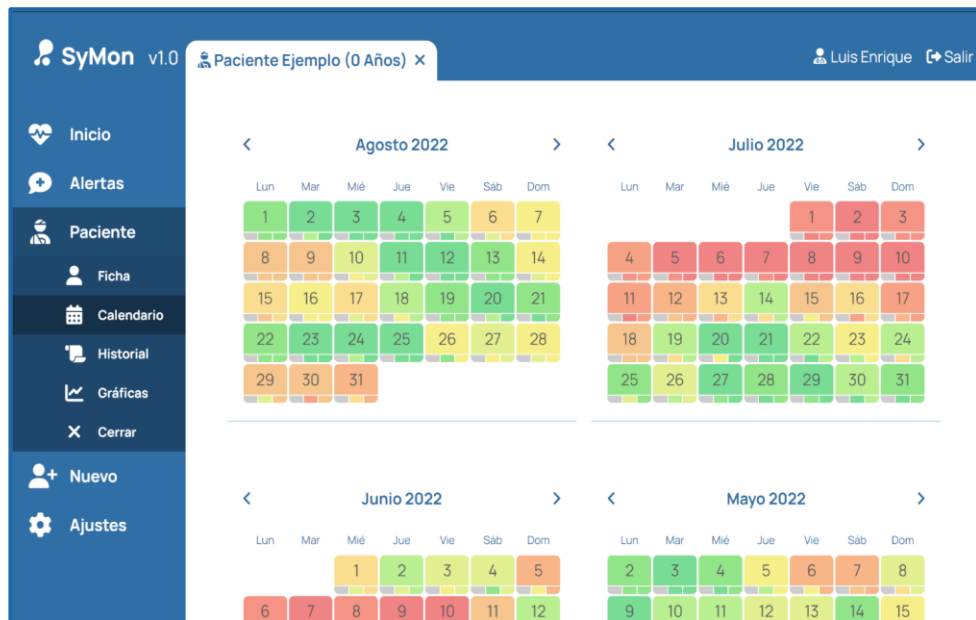 SyMon v1.0
Paciente Ejemplo (0 Años) ×
Luis Enrique
Salir
Inicio
Alertas
Paciente
Ficha
Calendario
Historial
Gráficas
Cerrar
Nuevo
Ajustes
Agosto 2022
Lun Mar Mié Jue Vie Sáb Dom
1 2 3 4 5 6 7
8 9 10 11 12 13 14
15 16 17 18 19 20 21
22 23 24 25 26 27 28
29 30 31
Julio 2022
Lun Mar Mié Jue Vie Sáb Dom
1 2 3
4 5 6 7 8 9 10
11 12 13 14 15 16 17
18 19 20 21 22 23 24
25 26 27 28 29 30 31
Junio 2022
Lun Mar Mié Jue Vie Sáb Dom
1 2 3 4 5
6 7 8 9 10 11 12
Mayo 2022
Lun Mar Mié Jue Vie Sáb Dom
2 3 4 5 6 7 8
9 10 11 12 13 14 15